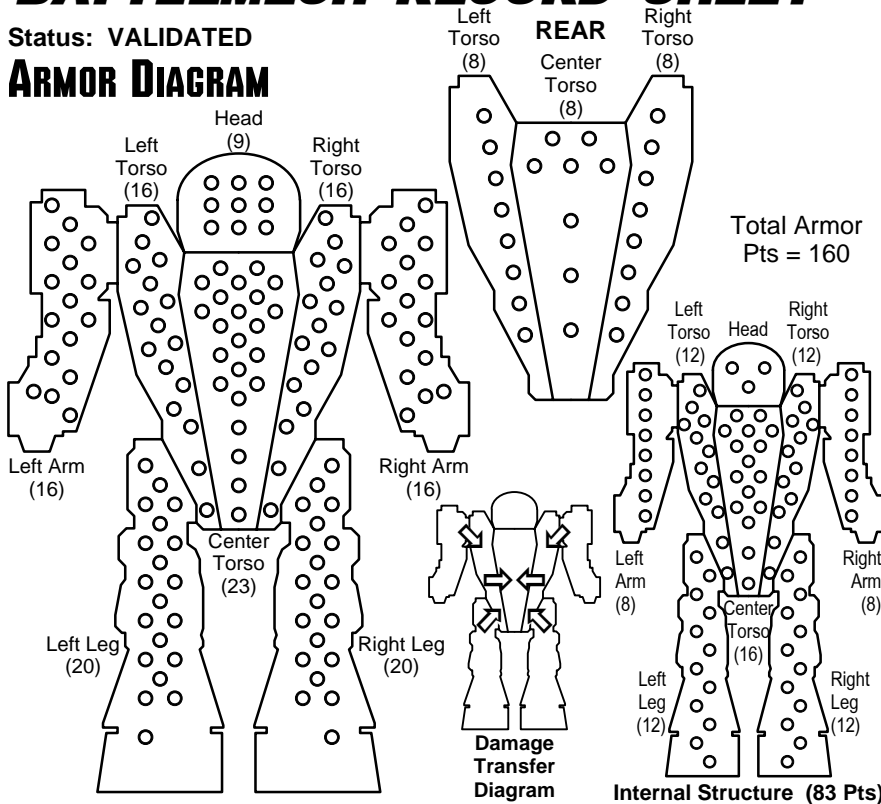 BATTLEMECH RECORD SHEET
Status: VALIDATED
ARMOR DIAGRAM
Head
(9)
Left
Torso
(16)
Right
Torso
(16)
Left Arm
(16)
Right Arm
(16)
Center
Torso
(23)
Left Leg
(20)
Right Leg
(20)
REAR
Left
Torso
(8)
Center
Torso
(8)
Right
Torso
(8)
Total Armor
Pts = 160
Left
Torso
(12)
Head
Right
Torso
(12)
Left
Arm
(8)
Right
Arm
(8)
Center
Torso
(16)
Left
Leg
(12)
Right
Leg
(12)
Damage
Transfer
Diagram
Internal Structure (83 Pts)